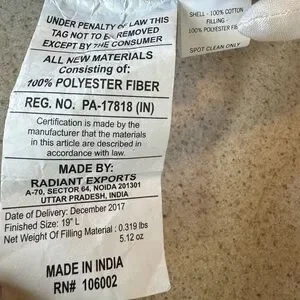 UNDER PENALTY OF LAW THIS
TAG NOT TO BE REMOVED
EXCEPT BY THE CONSUMER
ALL NEW MATERIALS
Consisting of:
100% POLYESTER FIBER
REG. NO. PA-17818 (IN)
Certification is made by the
manufacturer that the materials
in this article are described in
accordance with law.
MADE BY:
RADIANT EXPORTS
A-70, SECTOR 64, NOIDA 201301
UTTAR PRADESH, INDIA
Date of Delivery: December 2017
Finished Size: 19" L
Net Weight Of Filling Material : 0.319 lbs
5.12 oz
MADE IN INDIA
RN# 106002
SHELL - 100% COTTON
FILLING -
100% POLYESTER FIB
SPOT CLEAN ONLY